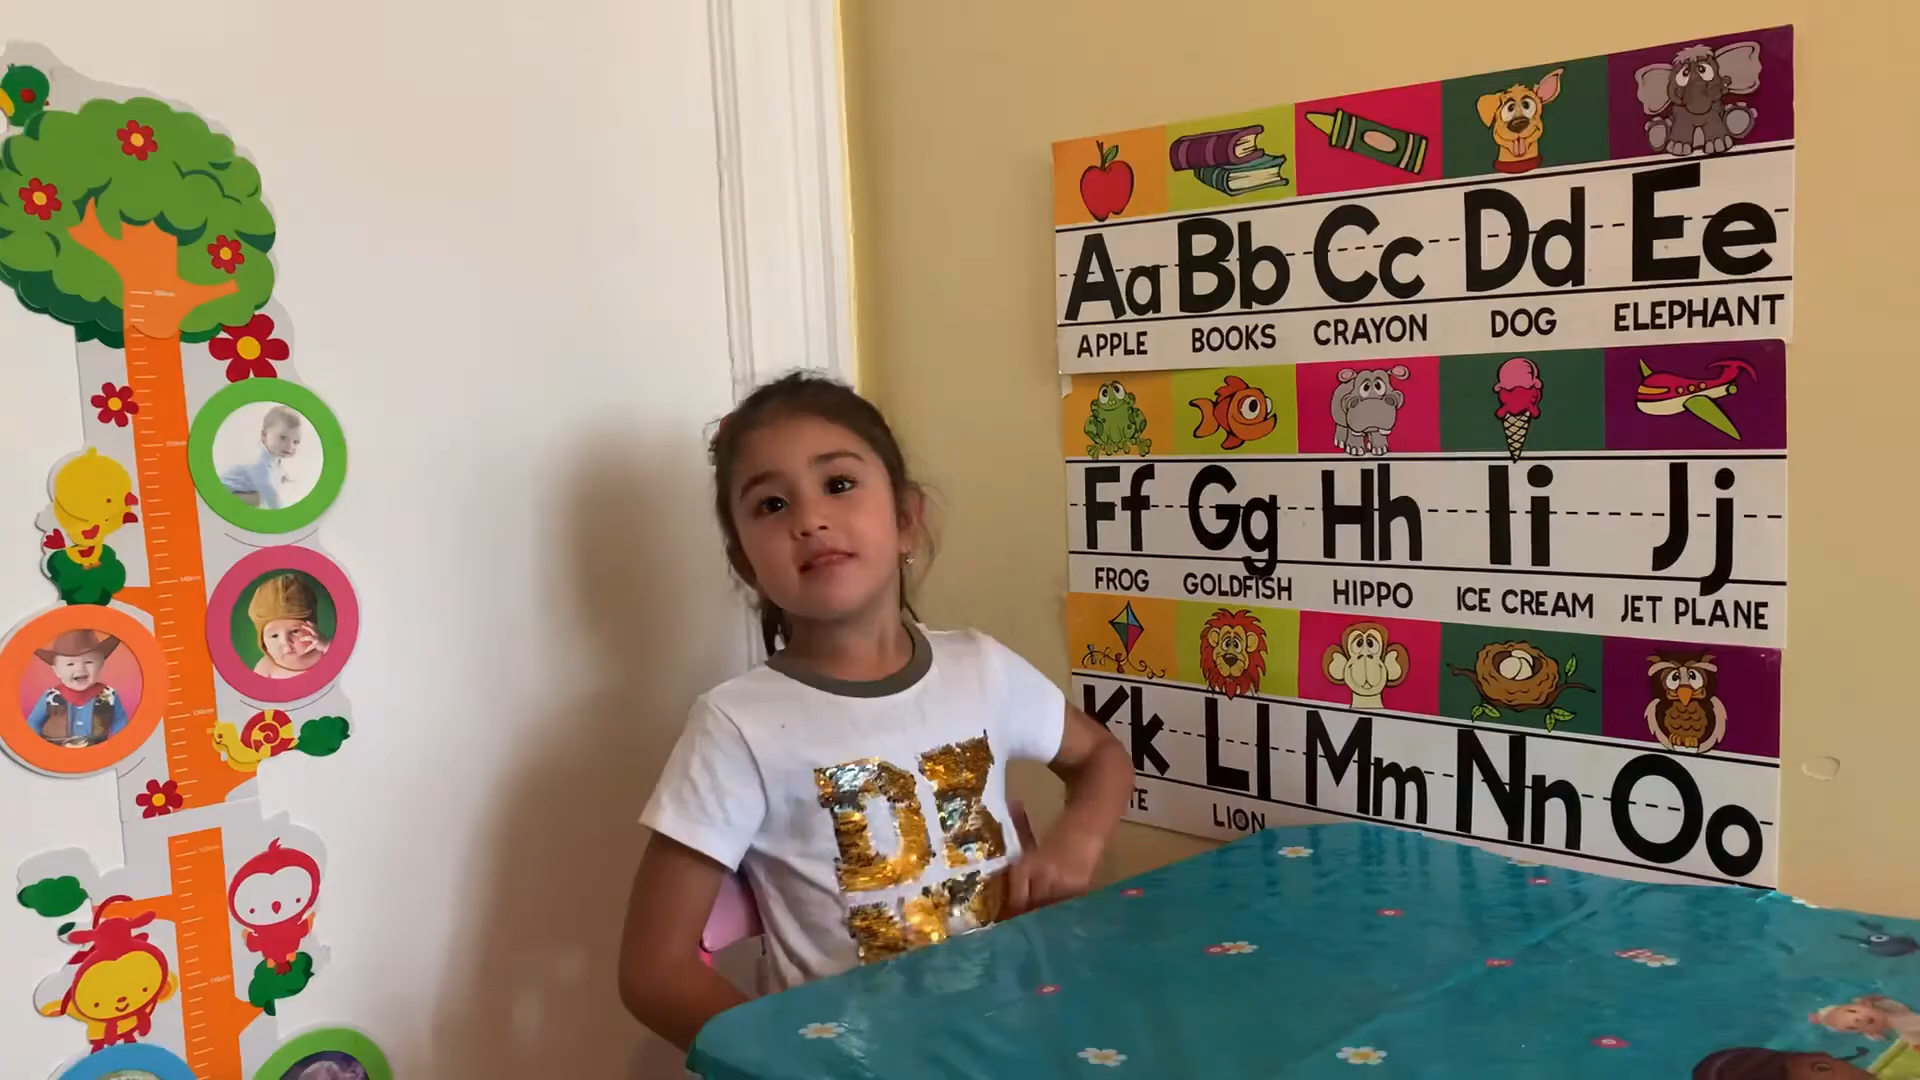 Aa Bb Cc Dd Ee
APPLE BOOKS CRAYON DOG ELEPHANT
Ff Gg Hh Ii Jj
FROG GOLDFISH HIPPO ICE CREAM JET PLANE
Kk Ll Mm Nn Oo
LION